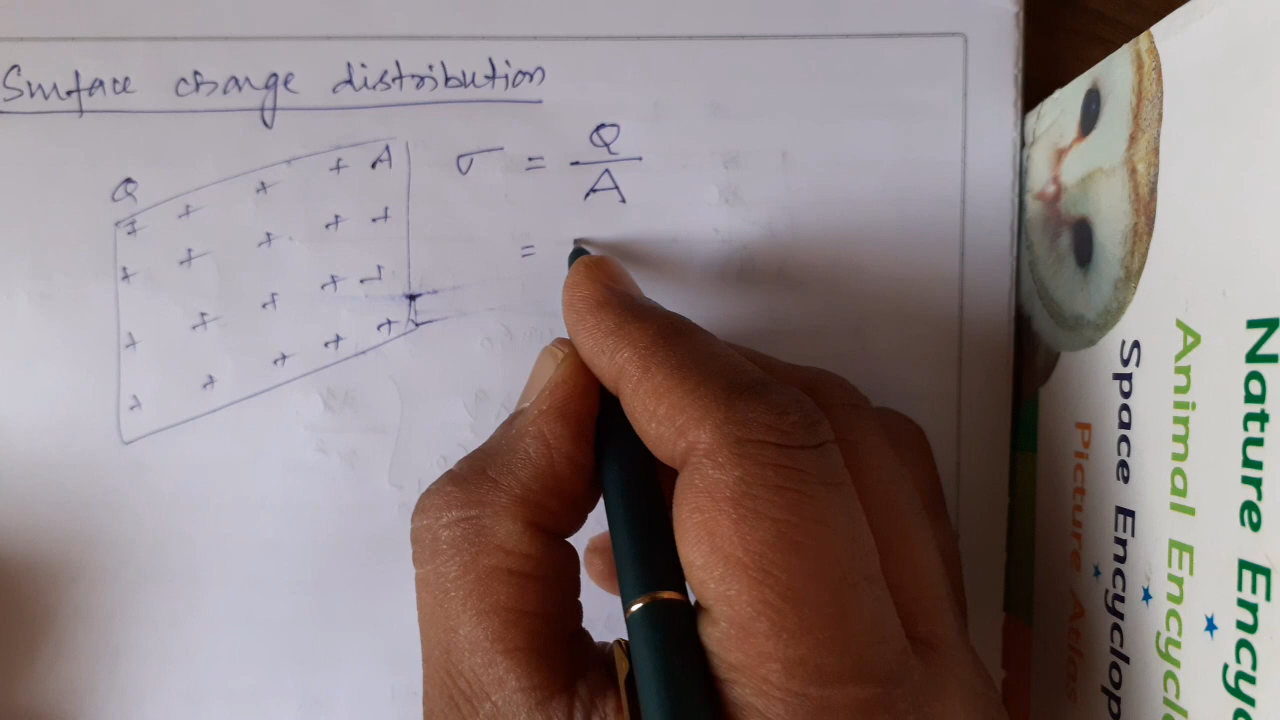 Surface charge distribution
Q
+ + + + A
+ + + + +
+ + + + +
+ + + + +
σ = Q / A
=
Nature Ency
Animal Encycl
Space Encyclop
Picture Atlas